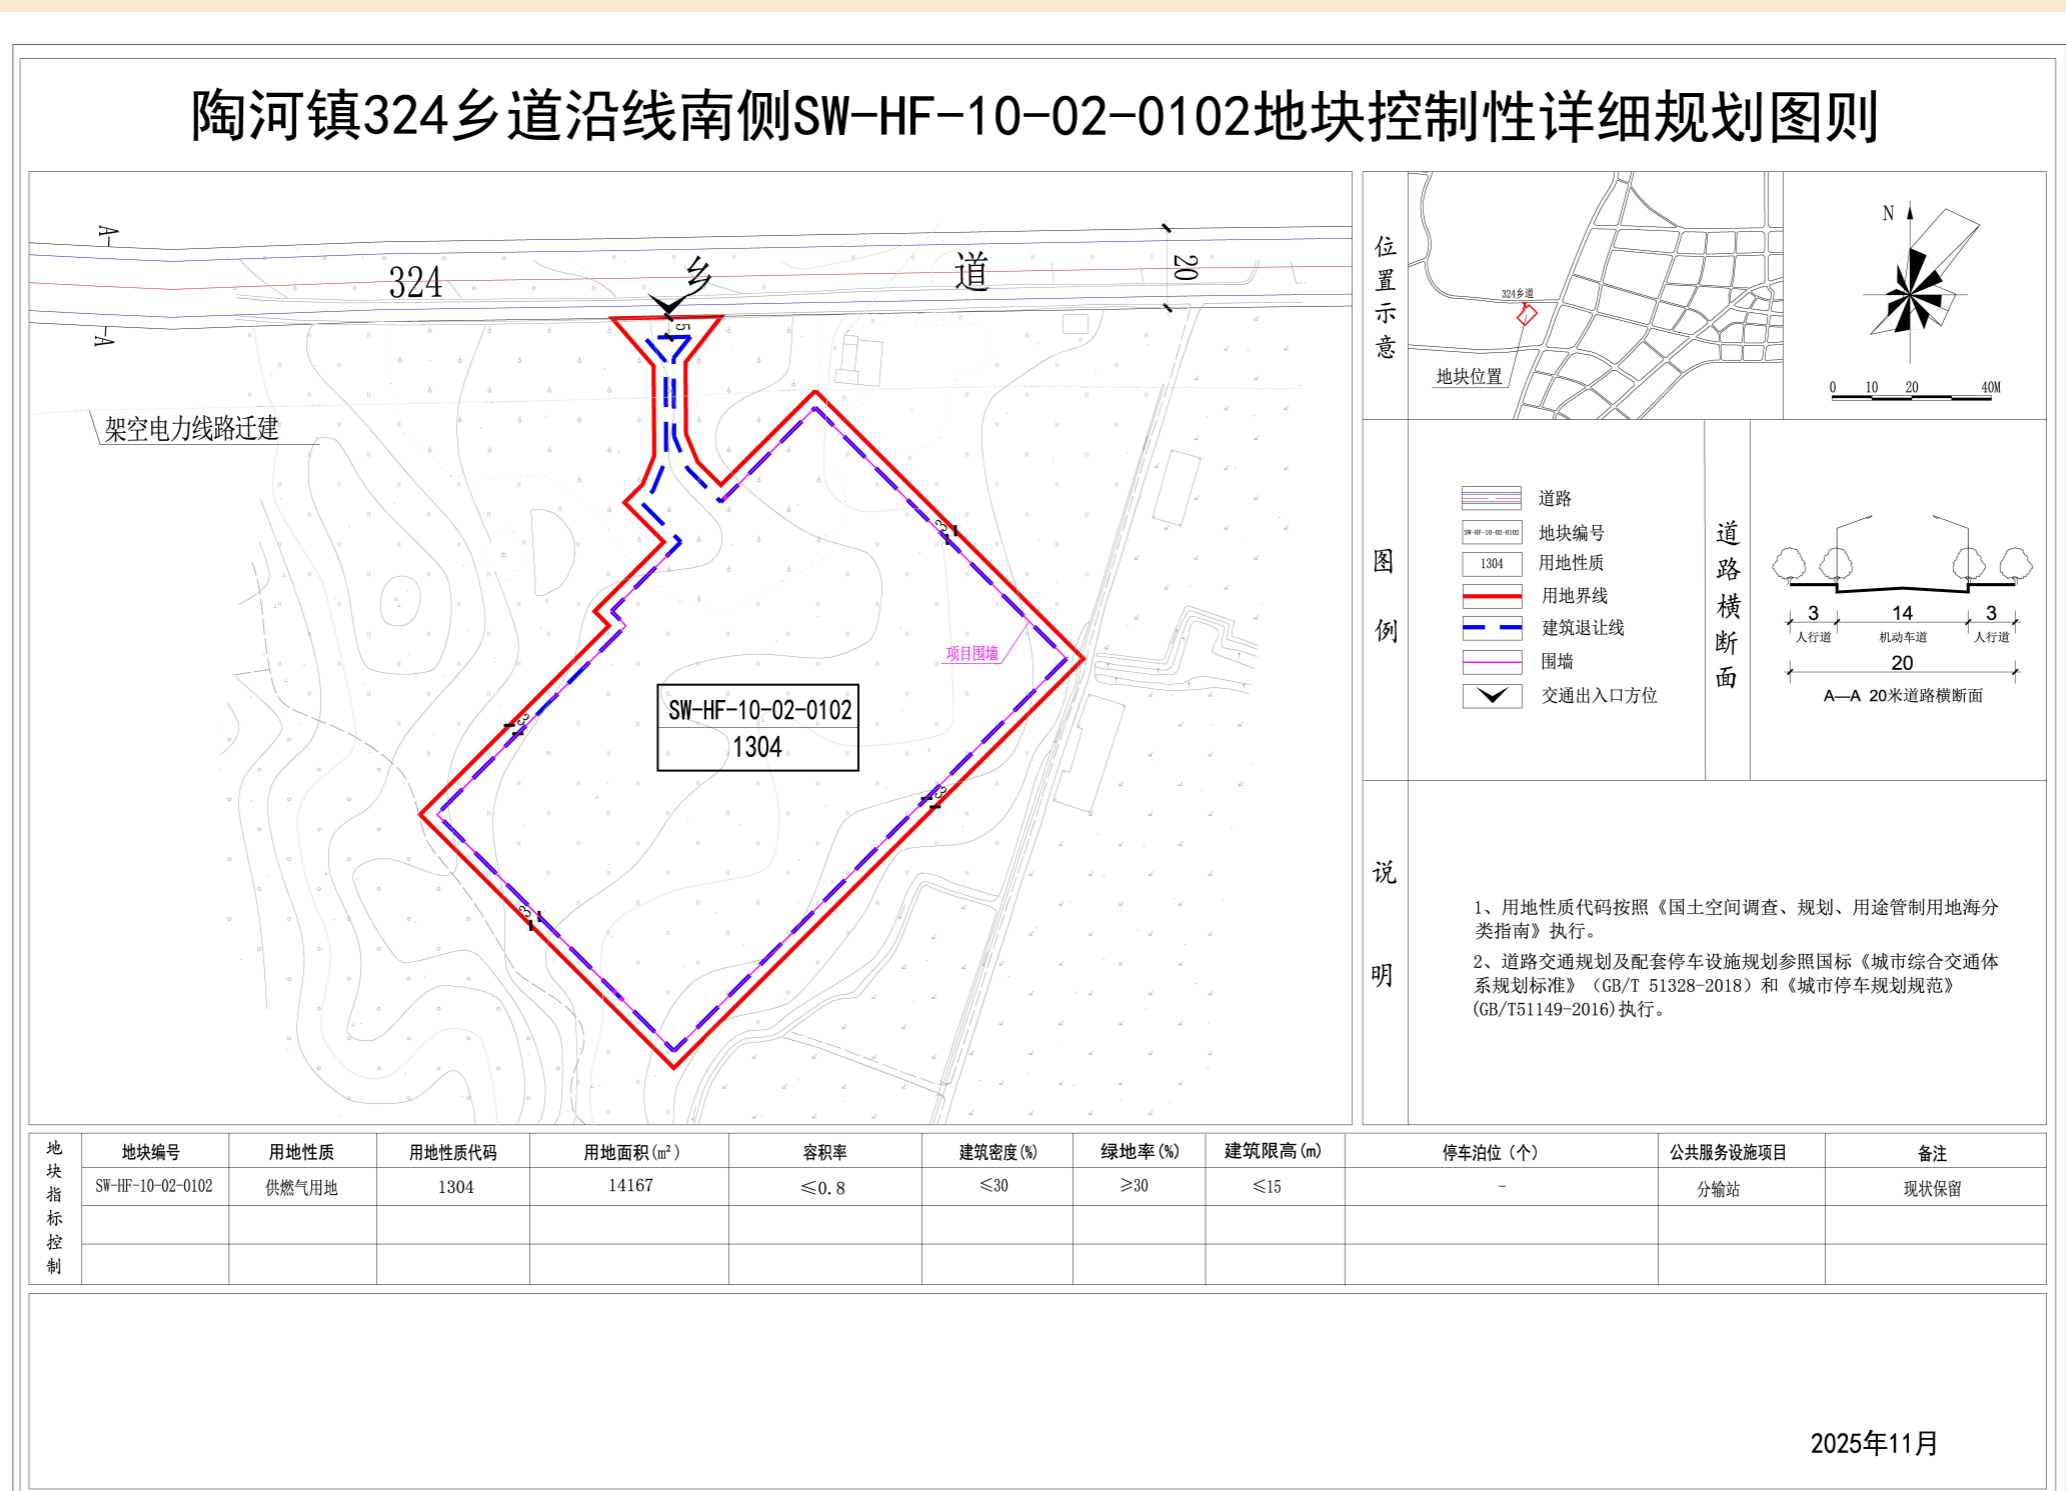 陶河镇324乡道沿线南侧SW-HF-10-02-0102地块控制性详细规划图则
A
A
324
乡
道
20
5
架空电力线路迁建
3
3
3
3
项目围墙
SW-HF-10-02-0102
1304
位置示意
324乡道
地块位置
N
0 10 20 40M
图例
道路
SW-HF-10-02-0102 地块编号
1304 用地性质
用地界线
建筑退让线
围墙
交通出入口方位
道路横断面
3 14 3
人行道 机动车道 人行道
20
A—A 20米道路横断面
说明
1、用地性质代码按照《国土空间调查、规划、用途管制用地海分
类指南》执行。
2、道路交通规划及配套停车设施规划参照国标《城市综合交通体
系规划标准》（GB/T 51328-2018）和《城市停车规划规范》
(GB/T51149-2016)执行。
地块指标控制
地块编号 用地性质 用地性质代码 用地面积(㎡) 容积率 建筑密度(%) 绿地率(%) 建筑限高(m) 停车泊位（个） 公共服务设施项目 备注
SW-HF-10-02-0102 供燃气用地 1304 14167 ≤0.8 ≤30 ≥30 ≤15 - 分输站 现状保留
2025年11月